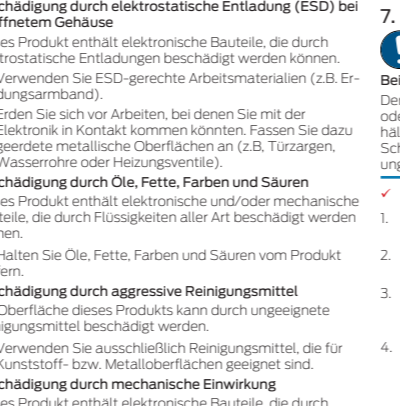 chädigung durch elektrostatische Entladung (ESD) bei
ffnetem Gehäuse
es Produkt enthält elektronische Bauteile, die durch
trostatische Entladungen beschädigt werden können.
Verwenden Sie ESD-gerechte Arbeitsmaterialien (z.B. Er-
dungsarmband).
Erden Sie sich vor Arbeiten, bei denen Sie mit der
Elektronik in Kontakt kommen könnten. Fassen Sie dazu
geerdete metallische Oberflächen an (z.B, Türzargen,
Wasserrohre oder Heizungsventile).
chädigung durch Öle, Fette, Farben und Säuren
es Produkt enthält elektronische und/oder mechanische
teile, die durch Flüssigkeiten aller Art beschädigt werden
nen.
Halten Sie Öle, Fette, Farben und Säuren vom Produkt
fern.
chädigung durch aggressive Reinigungsmittel
Oberfläche dieses Produkts kann durch ungeeignete
nigungsmittel beschädigt werden.
Verwenden Sie ausschließlich Reinigungsmittel, die für
Kunststoff- bzw. Metalloberflächen geeignet sind.
chädigung durch mechanische Einwirkung
es Produkt enthält elektronische Bauteile, die durch
7.
Bei
Der
ode
häl
Sch
ung
1.
2.
3.
4.